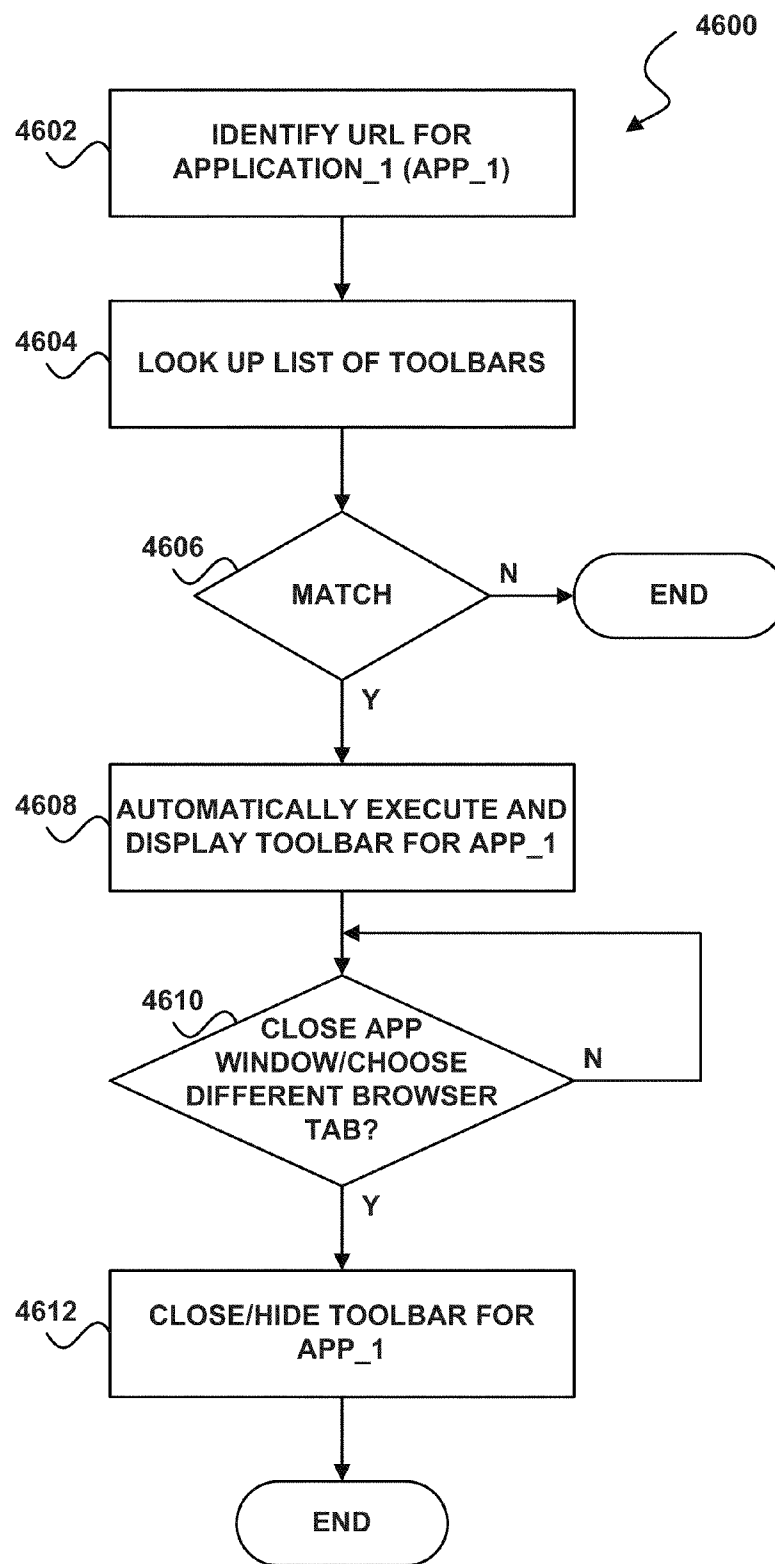 4600
4602
IDENTIFY URL FOR
APPLICATION_1 (APP_1)
4604
LOOK UP LIST OF TOOLBARS
4606
MATCH
N
END
Y
4608
AUTOMATICALLY EXECUTE AND
DISPLAY TOOLBAR FOR APP_1
4610
CLOSE APP
WINDOW/CHOOSE
DIFFERENT BROWSER
TAB?
N
Y
4612
CLOSE/HIDE TOOLBAR FOR
APP_1
END